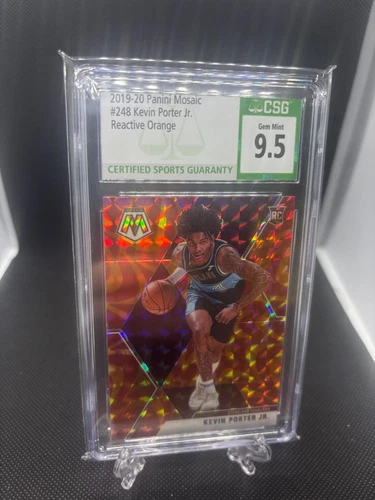 2019-20 Panini Mosaic
#248 Kevin Porter Jr.
Reactive Orange
CSG
Gem Mint
9.5
CERTIFIED SPORTS GUARANTY
M
RC
KEVIN PORTER JR.